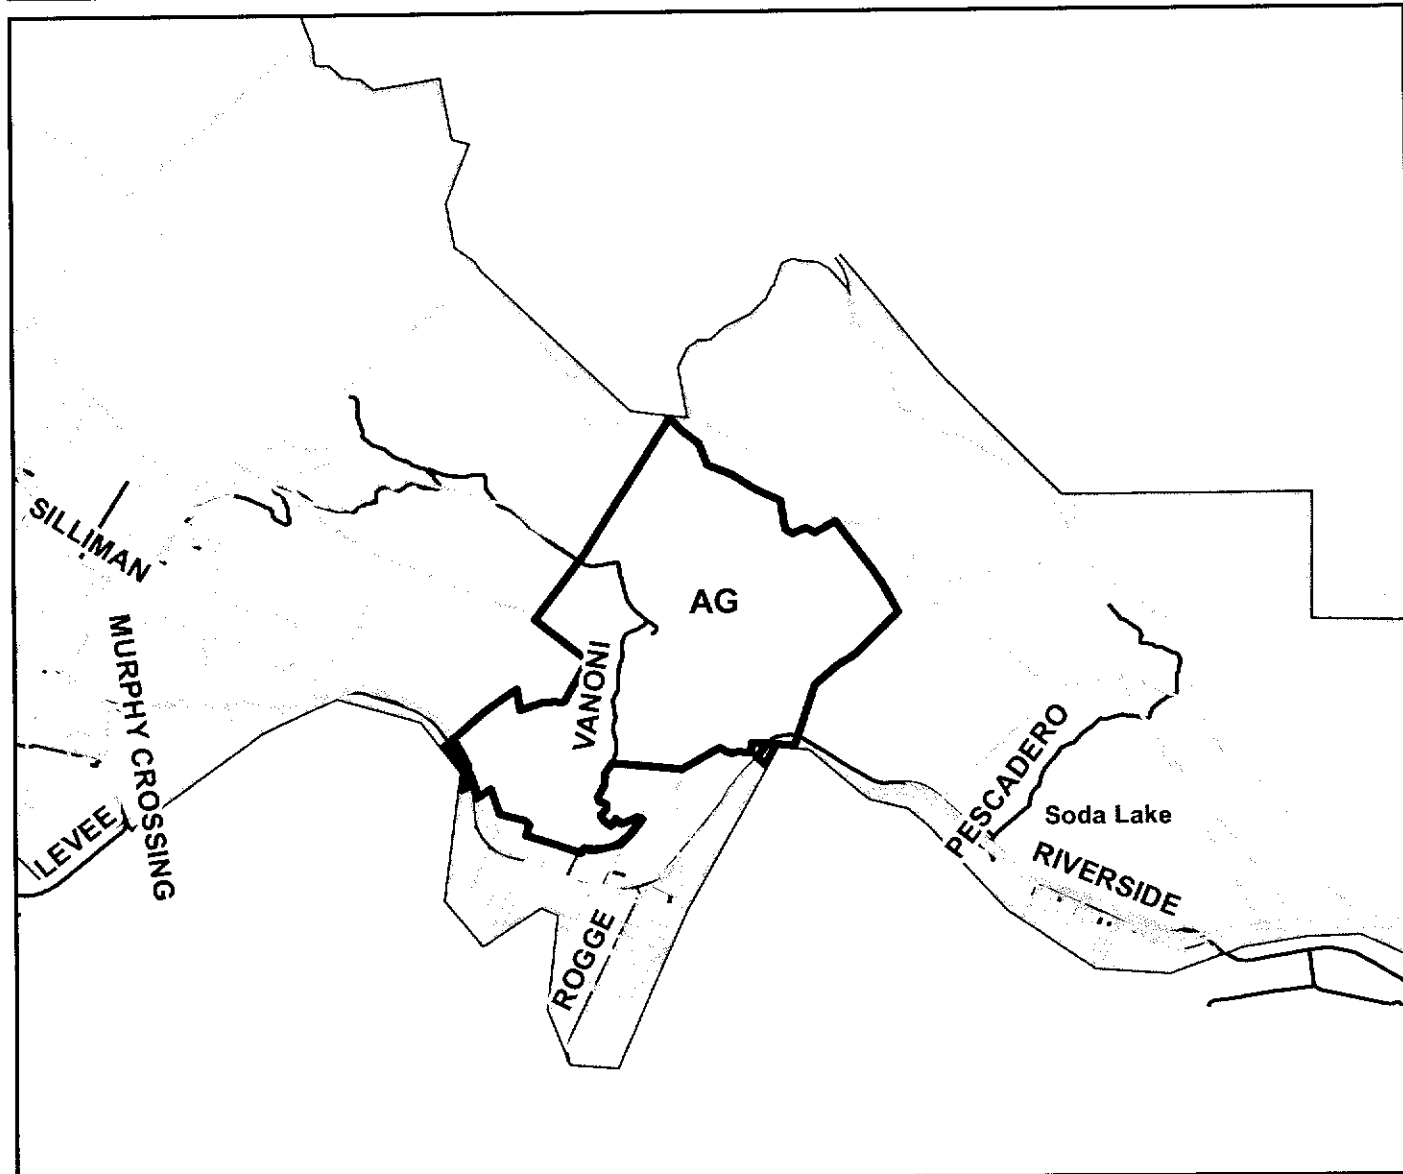 SILLIMAN
AG
MURPHY CROSSING
VANONI
PESCADERO
LEVEE
Soda Lake
RIVERSIDE
ROGGE